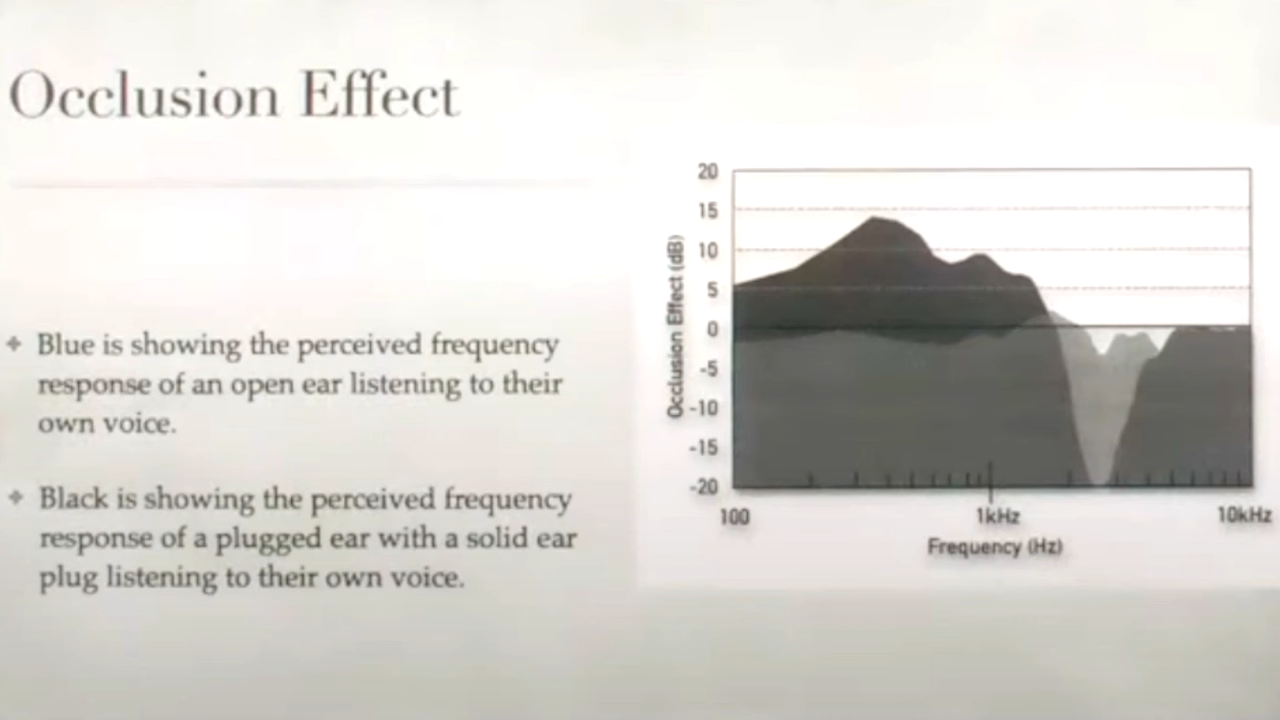 Occlusion Effect
Blue is showing the perceived frequency
response of an open ear listening to their
own voice.
Black is showing the perceived frequency
response of a plugged ear with a solid ear
plug listening to their own voice.
Occlusion Effect (dB)
20
15
10
5
0
-5
-10
-15
-20
100
1kHz
10kHz
Frequency (Hz)